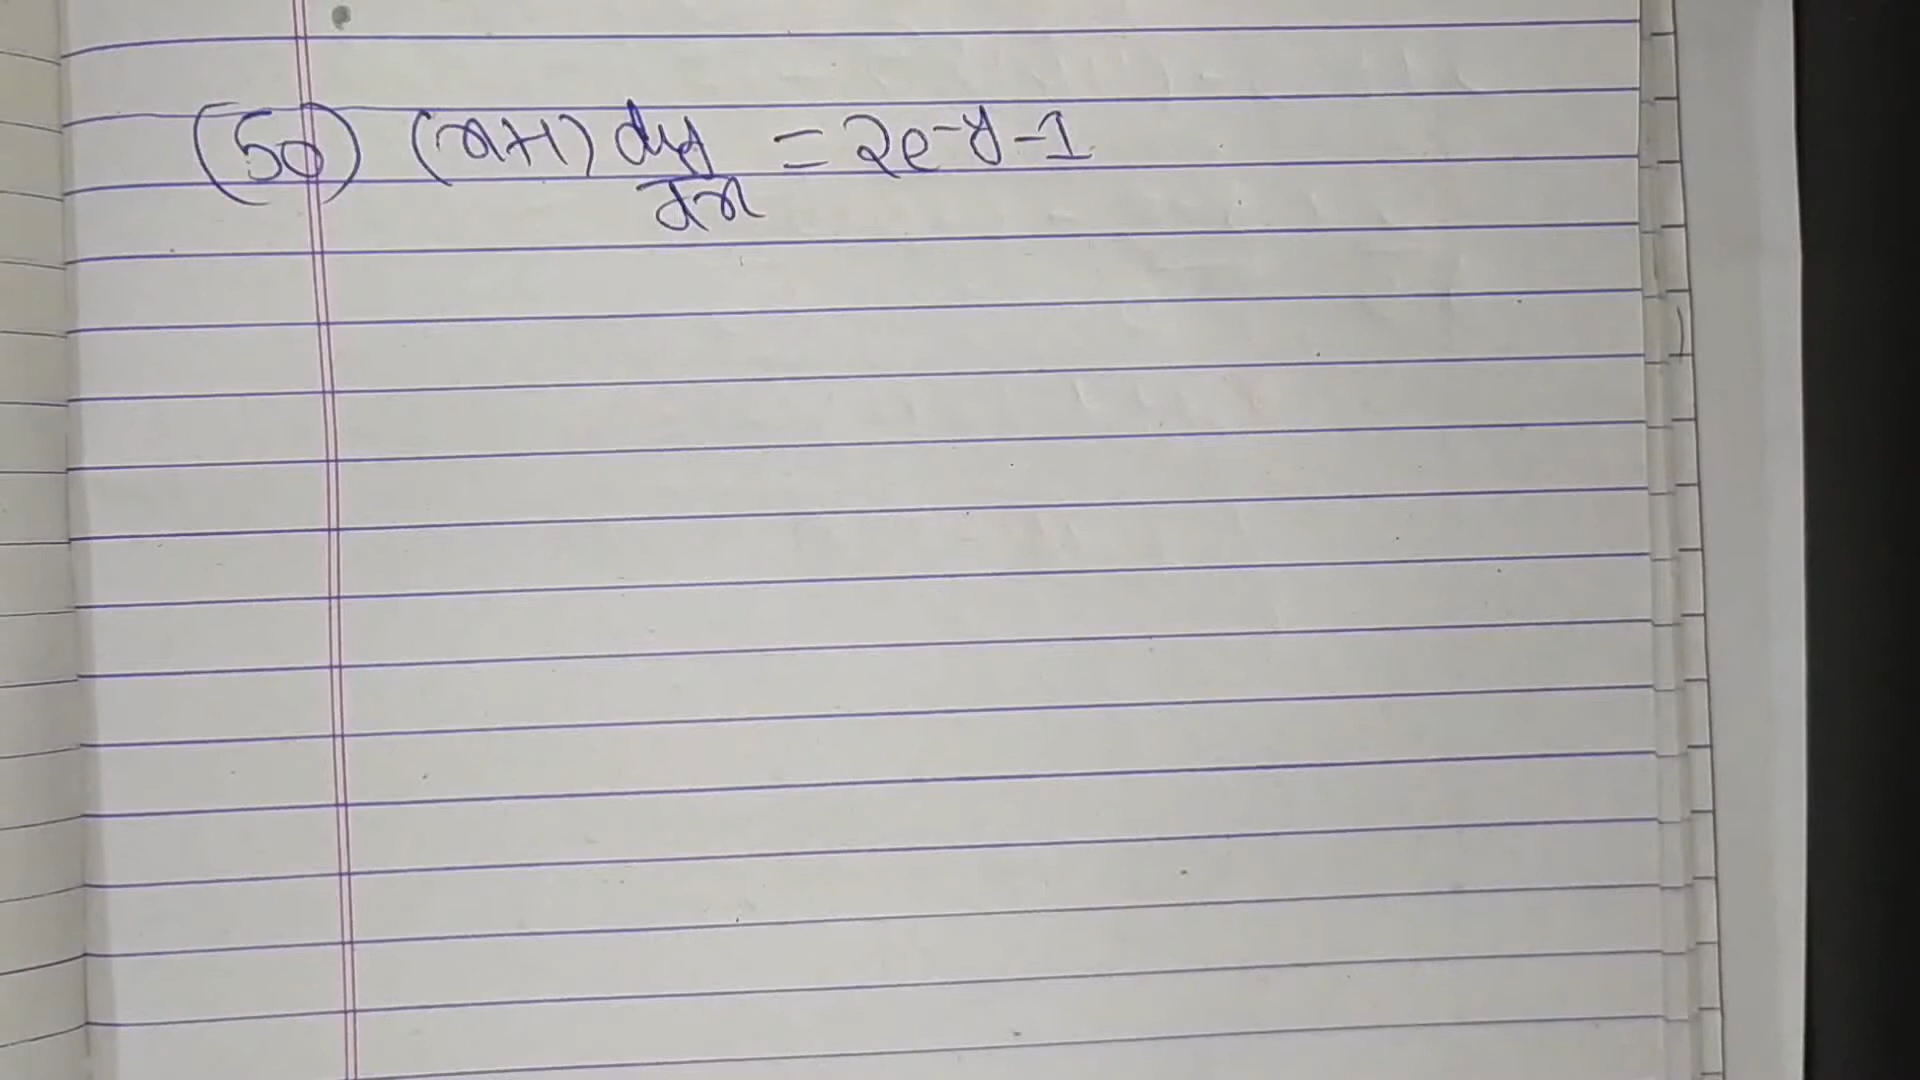 (50) (x+1) dy/dx = 2e^-y - 1